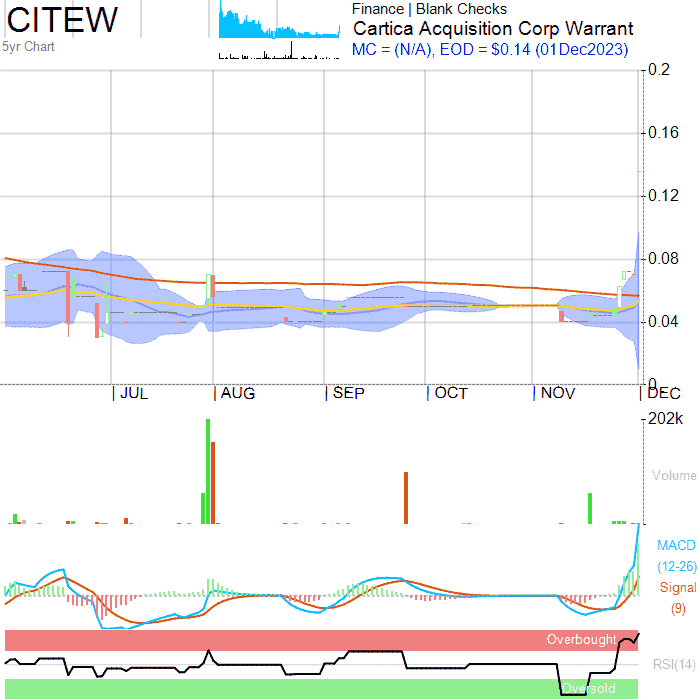 CITEW
5yr Chart
Finance | Blank Checks
Cartica Acquisition Corp Warrant
MC = (N/A), EOD = $0.14 (01Dec2023)
0.2
0.16
0.12
0.08
0.04
0
JUL AUG SEP OCT NOV DEC
202k
Volume
MACD
(12-26)
Signal
(9)
Overbought
RSI(14)
Oversold